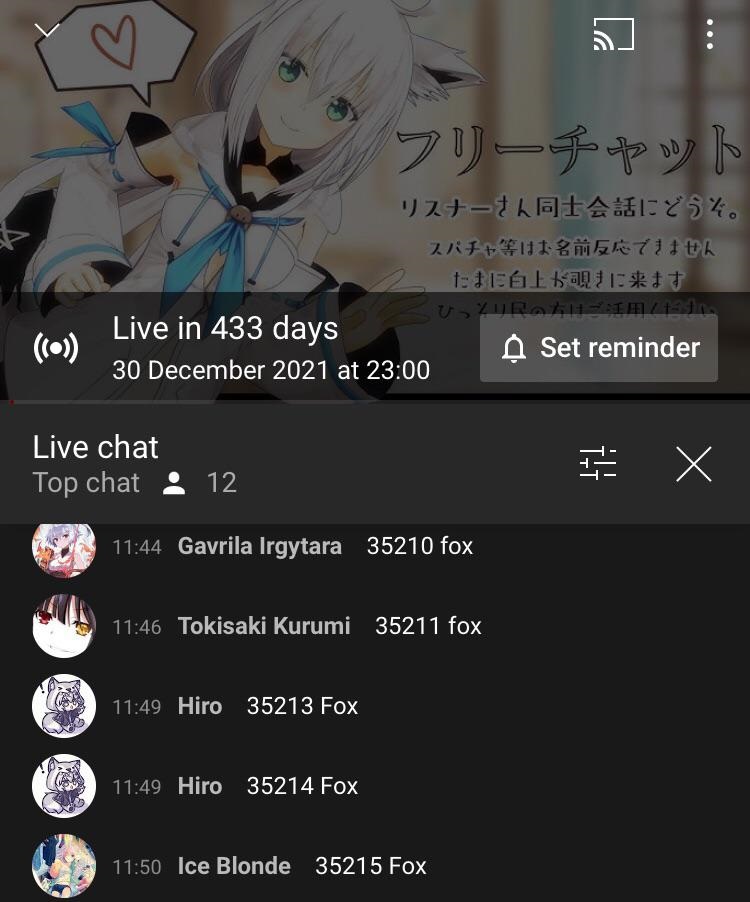 フリーチャット
リスナーさん同士会話にどうぞ。
スパチャ等はお名前反応できません
たまに白上が覗きに来ます
ひっそり民の方はご活用ください
Live in 433 days
30 December 2021 at 23:00
Set reminder
Live chat
Top chat 12
11:44 Gavrila Irgytara 35210 fox
11:46 Tokisaki Kurumi 35211 fox
11:49 Hiro 35213 Fox
11:49 Hiro 35214 Fox
11:50 Ice Blonde 35215 Fox